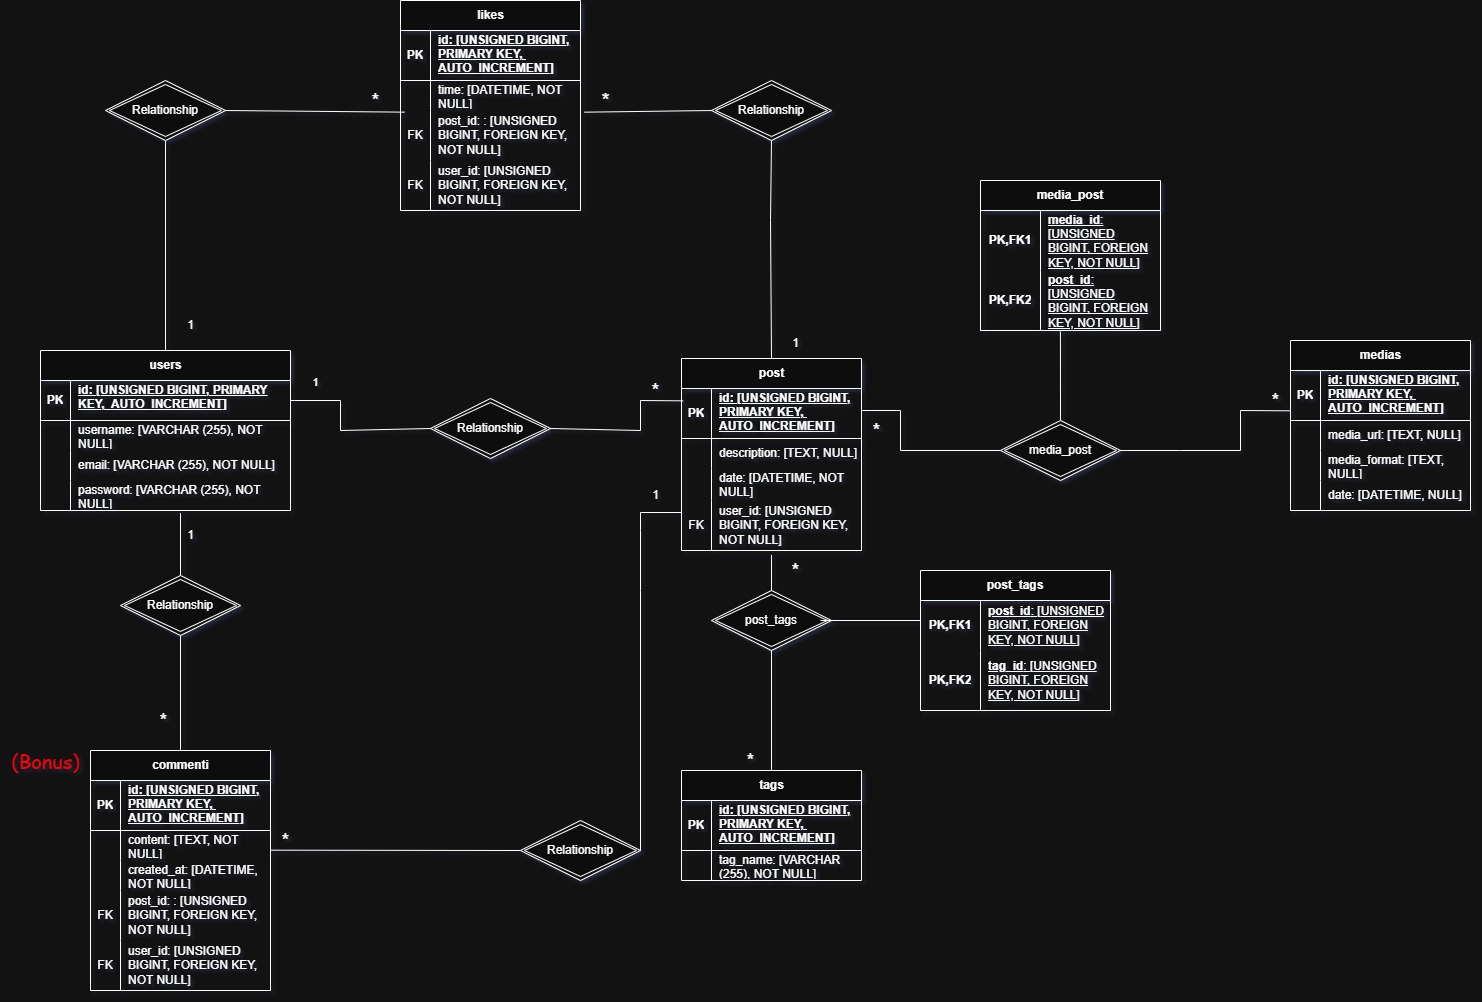 likes
PK
id: [UNSIGNED BIGINT,
PRIMARY KEY,
AUTO_INCREMENT]
time: [DATETIME, NOT
NULL]
FK
post_id: : [UNSIGNED
BIGINT, FOREIGN KEY,
NOT NULL]
FK
user_id: [UNSIGNED
BIGINT, FOREIGN KEY,
NOT NULL]
Relationship
*
*
Relationship
1
1
media_post
PK,FK1
media_id:
[UNSIGNED
BIGINT, FOREIGN
KEY, NOT NULL]
PK,FK2
post_id:
[UNSIGNED
BIGINT, FOREIGN
KEY, NOT NULL]
users
PK
id: [UNSIGNED BIGINT, PRIMARY
KEY, AUTO_INCREMENT]
username: [VARCHAR (255), NOT
NULL]
email: [VARCHAR (255), NOT NULL]
password: [VARCHAR (255), NOT
NULL]
1
Relationship
*
post
PK
id: [UNSIGNED BIGINT,
PRIMARY KEY,
AUTO_INCREMENT]
description: [TEXT, NULL]
date: [DATETIME, NOT
NULL]
FK
user_id: [UNSIGNED
BIGINT, FOREIGN KEY,
NOT NULL]
*
media_post
*
medias
PK
id: [UNSIGNED BIGINT,
PRIMARY KEY,
AUTO_INCREMENT]
media_url: [TEXT, NULL]
media_format: [TEXT,
NULL]
date: [DATETIME, NULL]
1
1
Relationship
*
*
post_tags
post_tags
PK,FK1
post_id: [UNSIGNED
BIGINT, FOREIGN
KEY, NOT NULL]
PK,FK2
tag_id: [UNSIGNED
BIGINT, FOREIGN
KEY, NOT NULL]
*
(Bonus)
commenti
PK
id: [UNSIGNED BIGINT,
PRIMARY KEY,
AUTO_INCREMENT]
content: [TEXT, NOT
NULL]
created_at: [DATETIME,
NOT NULL]
FK
post_id: : [UNSIGNED
BIGINT, FOREIGN KEY,
NOT NULL]
FK
user_id: [UNSIGNED
BIGINT, FOREIGN KEY,
NOT NULL]
*
Relationship
tags
PK
id: [UNSIGNED BIGINT,
PRIMARY KEY,
AUTO_INCREMENT]
tag_name: [VARCHAR
(255), NOT NULL]